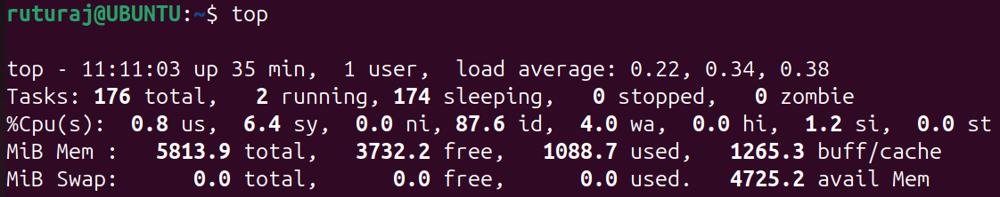 ruturaj@UBUNTU:~$ top
top - 11:11:03 up 35 min,  1 user,  load average: 0.22, 0.34, 0.38
Tasks: 176 total,   2 running, 174 sleeping,   0 stopped,   0 zombie
%Cpu(s):  0.8 us,  6.4 sy,  0.0 ni, 87.6 id,  4.0 wa,  0.0 hi,  1.2 si,  0.0 st
MiB Mem :   5813.9 total,   3732.2 free,   1088.7 used,   1265.3 buff/cache
MiB Swap:      0.0 total,      0.0 free,      0.0 used.   4725.2 avail Mem